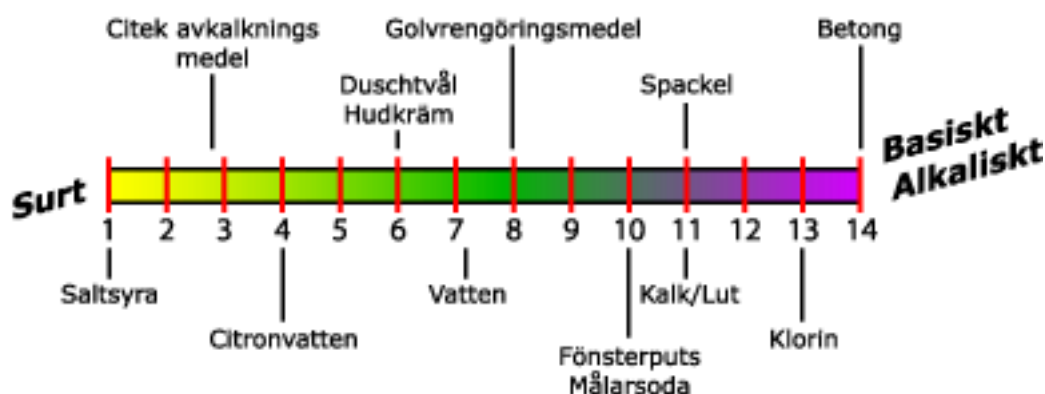 Citek avkalknings
medel
Golvrengöringsmedel
Betong
Duschtvål
Hudkräm
Spackel
Surt
Basiskt
Alkaliskt
1 2 3 4 5 6 7 8 9 10 11 12 13 14
Saltsyra
Vatten
Kalk/Lut
Citronvatten
Klorin
Fönsterputs
Målarsoda